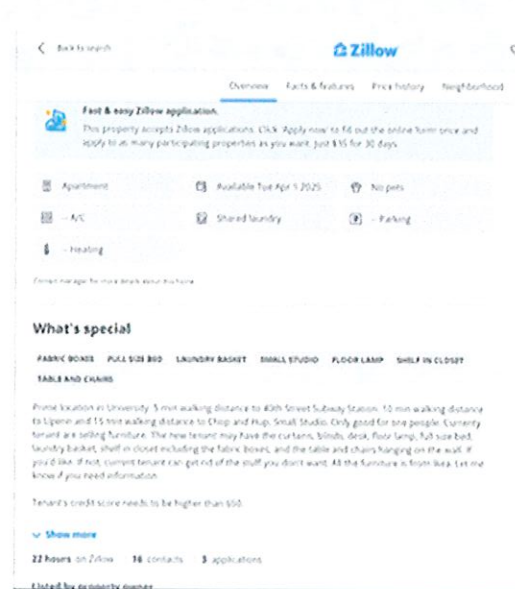 Back to search
Zillow
Overview Facts & features Price history Neighborhood
Fast & easy Zillow application.
This property accepts Zillow applications. Click 'Apply now' to fill out the online form once and
apply to as many participating properties as you want. Just $35 for 30 days.
Apartment Available Tue Apr 1 2025 No pets
-- A/C Shared laundry -- Parking
-- Heating
Contact manager for more details about this home
What's special
FABRIC BOXES FULL SIZE BED LAUNDRY BASKET SMALL STUDIO FLOOR LAMP SHELF IN CLOSET
TABLE AND CHAIRS
Prime location in University. 5 min walking distance to 40th Street Subway Station. 10 min walking distance
to Upenn and 15 min walking distance to Chop and Hup. Small Studio. Only good for one people. Currenty
tenant are selling furniture. The new tenant may have the curtains, blinds, desk, floor lamp, full size bed,
laundry basket, shelf in closet including the fabric boxes, and the table and chairs hanging on the wall. If
you'd like. If not, current tenant can get rid of the stuff you don't want. All the furniture is from Ikea. Let me
know if you need information
Tenant's credit score needs to be higher than
Show more
22 hours on Zillow 16 contacts 3 applications
Listed by property owner